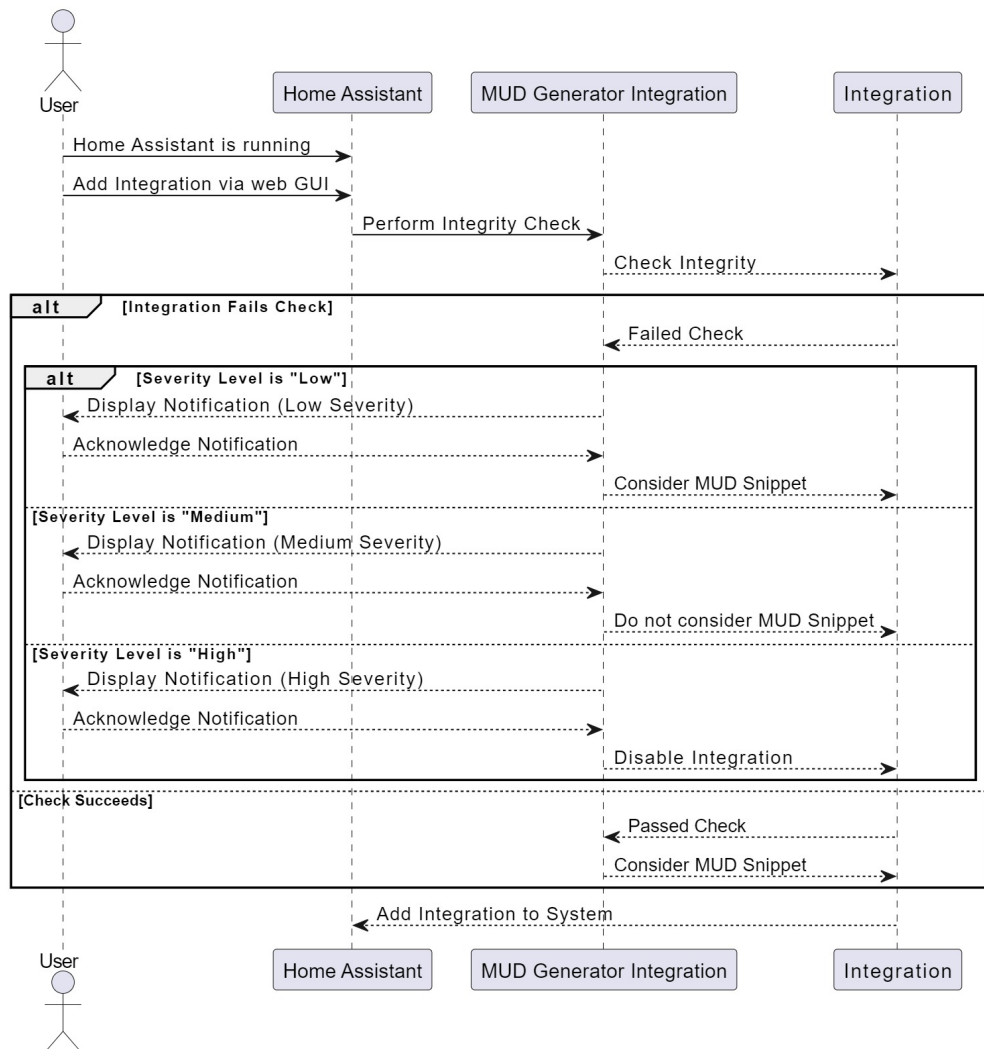 User
Home Assistant
MUD Generator Integration
Integration
Home Assistant is running
Add Integration via web GUI
Perform Integrity Check
Check Integrity
alt
[Integration Fails Check]
Failed Check
alt
[Severity Level is "Low"]
Display Notification (Low Severity)
Acknowledge Notification
Consider MUD Snippet
[Severity Level is "Medium"]
Display Notification (Medium Severity)
Acknowledge Notification
Do not consider MUD Snippet
[Severity Level is "High"]
Display Notification (High Severity)
Acknowledge Notification
Disable Integration
[Check Succeeds]
Passed Check
Consider MUD Snippet
Add Integration to System
User
Home Assistant
MUD Generator Integration
Integration